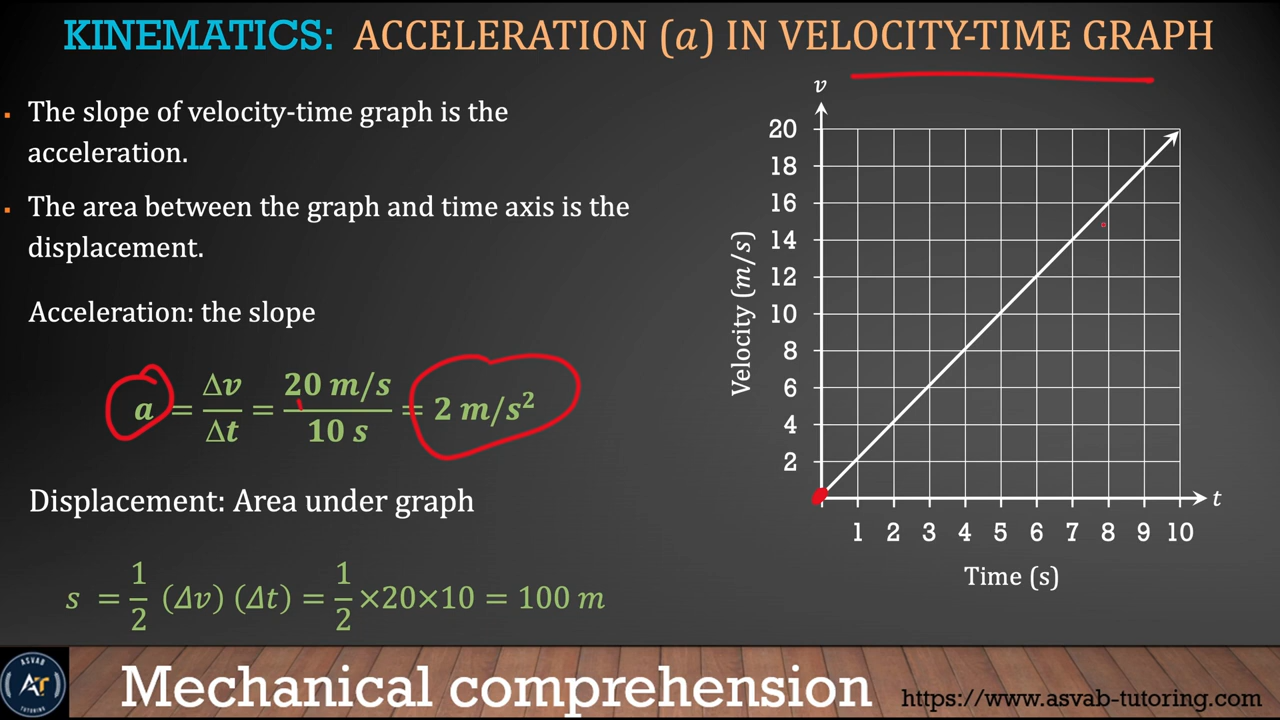 KINEMATICS: ACCELERATION (a) IN VELOCITY-TIME GRAPH
▪ The slope of velocity-time graph is the
acceleration.
▪ The area between the graph and time axis is the
displacement.
Acceleration: the slope
a = Δv/Δt = 20 m/s / 10 s = 2 m/s²
Displacement: Area under graph
s = 1/2 (Δv) (Δt) = 1/2 ×20×10 = 100 m
v
20
18
16
14
12
10
8
6
4
2
Velocity (m/s)
t
1 2 3 4 5 6 7 8 9 10
Time (s)
ASVAB
AT
TUTORING
Mechanical comprehension
https://www.asvab-tutoring.com